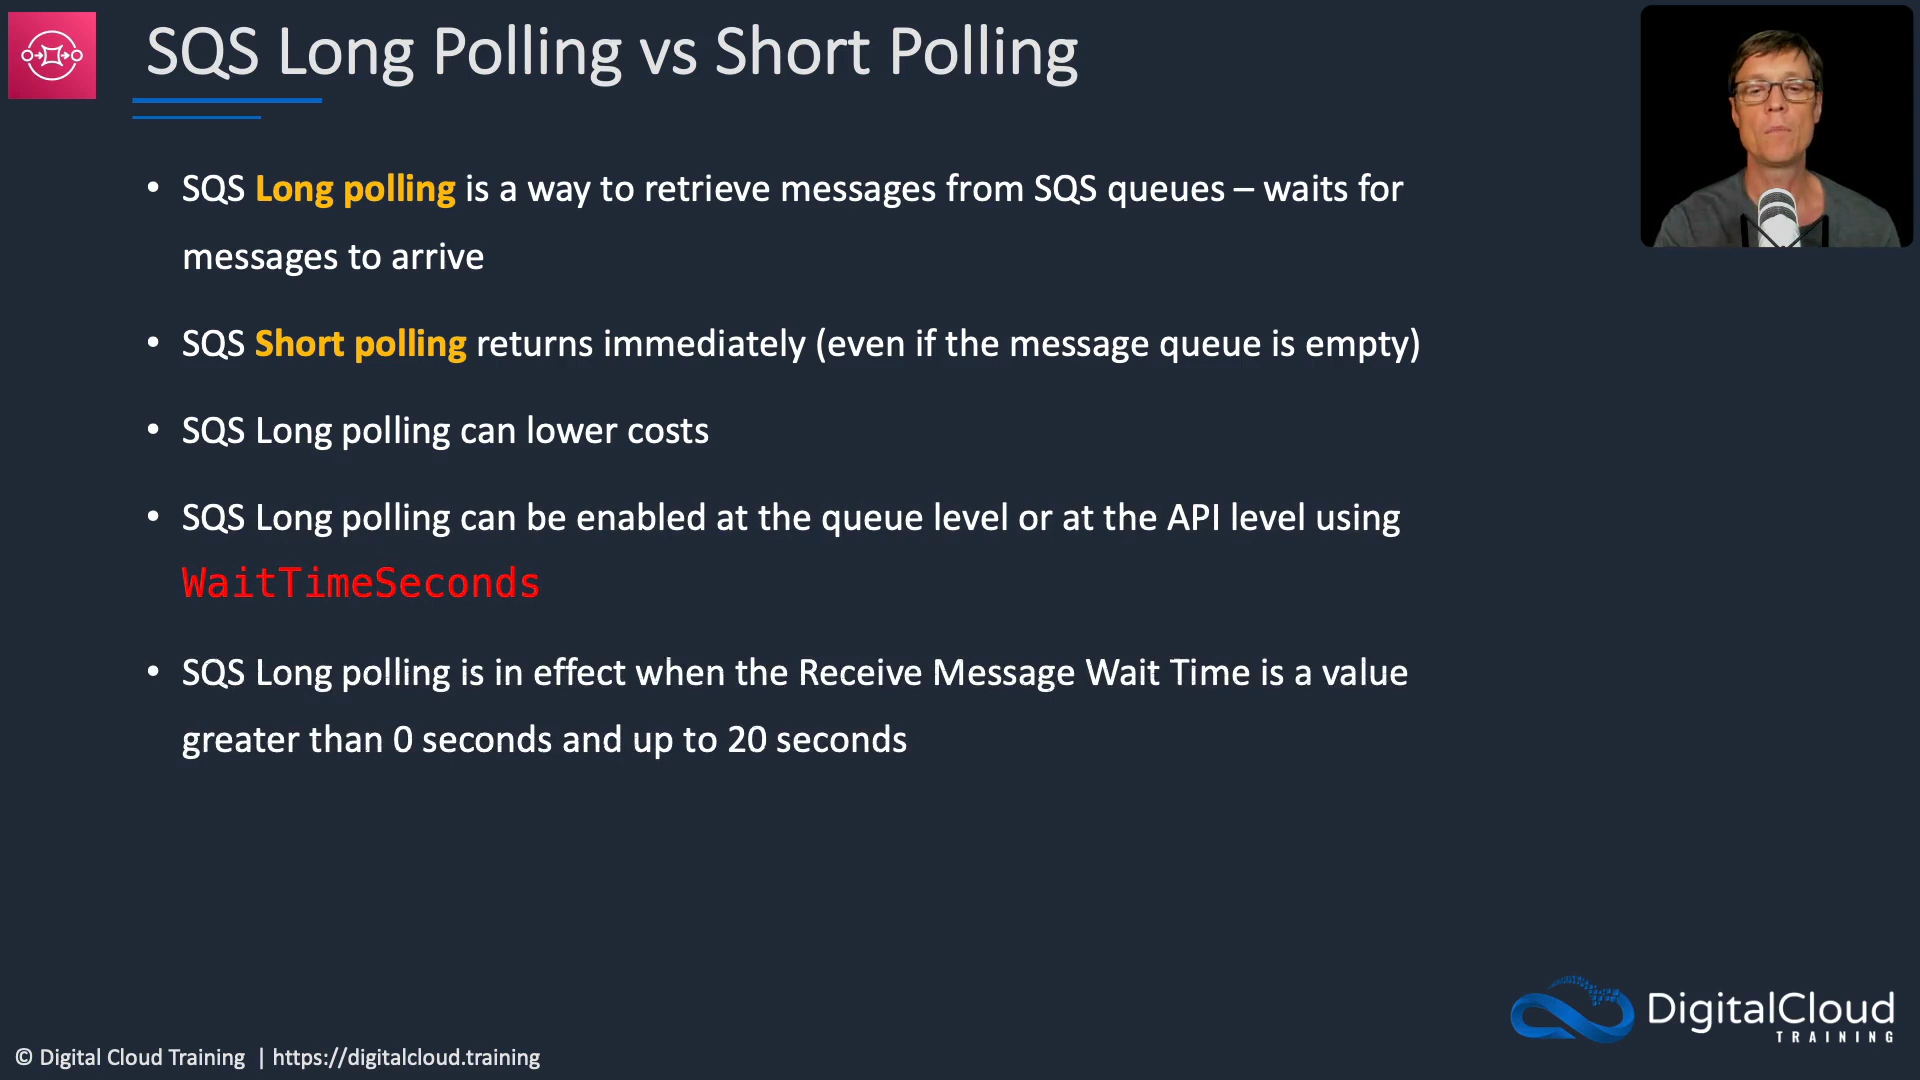 SQS Long Polling vs Short Polling
• SQS Long polling is a way to retrieve messages from SQS queues – waits for
messages to arrive
• SQS Short polling returns immediately (even if the message queue is empty)
• SQS Long polling can lower costs
• SQS Long polling can be enabled at the queue level or at the API level using
WaitTimeSeconds
• SQS Long polling is in effect when the Receive Message Wait Time is a value
greater than 0 seconds and up to 20 seconds
DigitalCloud
TRAINING
© Digital Cloud Training | https://digitalcloud.training